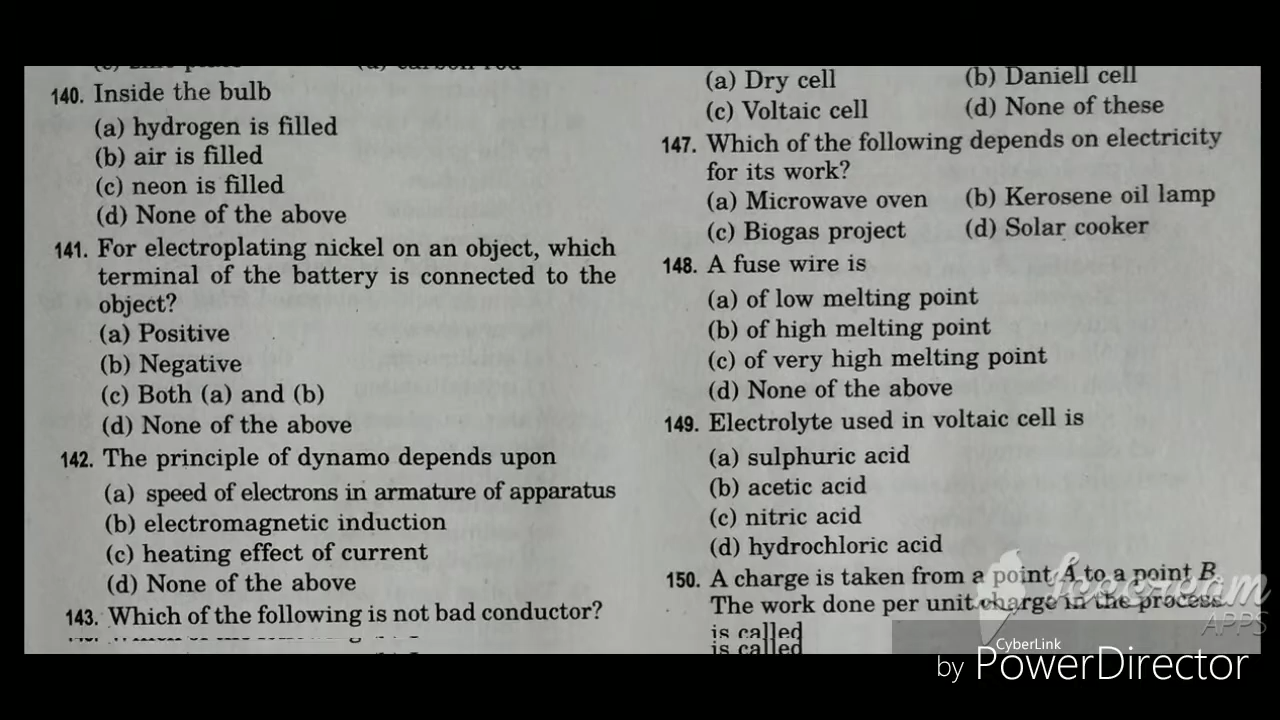 140. Inside the bulb
(a) hydrogen is filled
(b) air is filled
(c) neon is filled
(d) None of the above
141. For electroplating nickel on an object, which
terminal of the battery is connected to the
object?
(a) Positive
(b) Negative
(c) Both (a) and (b)
(d) None of the above
142. The principle of dynamo depends upon
(a) speed of electrons in armature of apparatus
(b) electromagnetic induction
(c) heating effect of current
(d) None of the above
143. Which of the following is not bad conductor?
(a) Dry cell (b) Daniell cell
(c) Voltaic cell (d) None of these
147. Which of the following depends on electricity
for its work?
(a) Microwave oven (b) Kerosene oil lamp
(c) Biogas project (d) Solar cooker
148. A fuse wire is
(a) of low melting point
(b) of high melting point
(c) of very high melting point
(d) None of the above
149. Electrolyte used in voltaic cell is
(a) sulphuric acid
(b) acetic acid
(c) nitric acid
(d) hydrochloric acid
150. A charge is taken from a point A to a point B
The work done per unit charge in the process
is called
is called
APPS
CyberLink
by PowerDirector